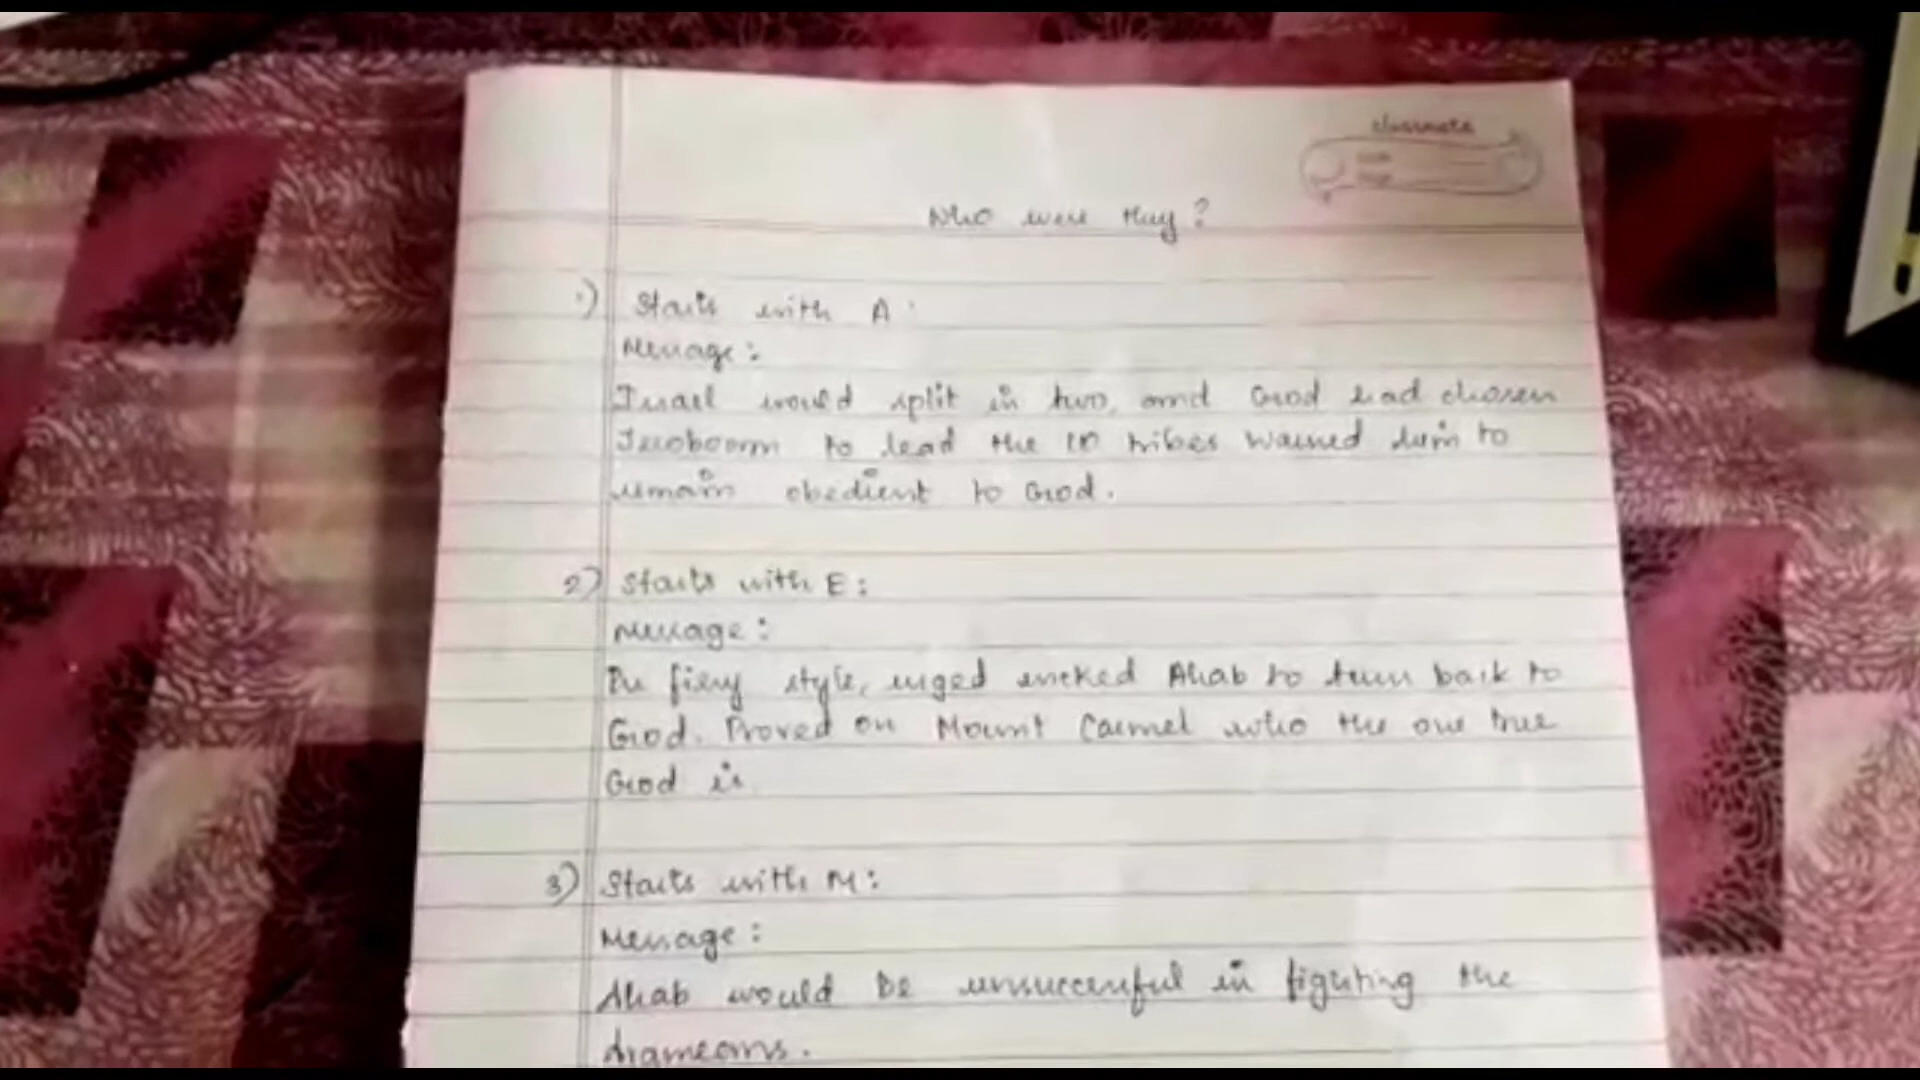 classmate
Date
Page
Who were they?
1) Starts with A:
Message:
Israel would split in two, and God had chosen
Jeroboam to lead the 10 tribes warned him to
remain obedient to God.
2) Starts with E:
Message:
In fiery style, urged wicked Ahab to turn back to
God. Proved on Mount Carmel who the one true
God is.
3) Starts with M:
Message:
Ahab would be unsuccessful in fighting the